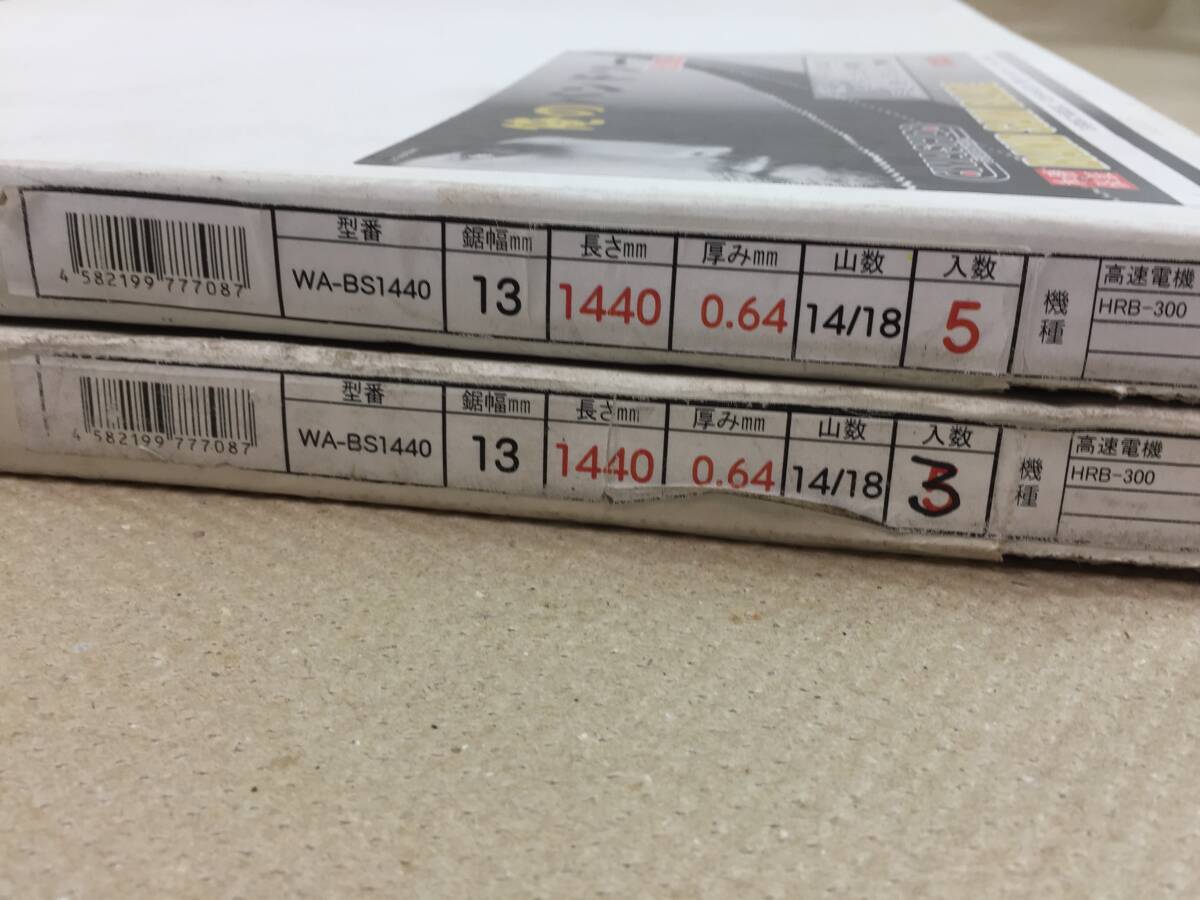 型番 鋸幅mm 長さmm 厚み mm 山数 入数 機種 高速電機
WA-BS1440 13 1440 0.64 14/18 5 HRB-300
4 582199 777087
型番 鋸幅mm 長さmm 厚みmm 山数 入数 機種 高速電機
WA-BS1440 13 1440 0.64 14/18 3 HRB-300
4 582199 777087